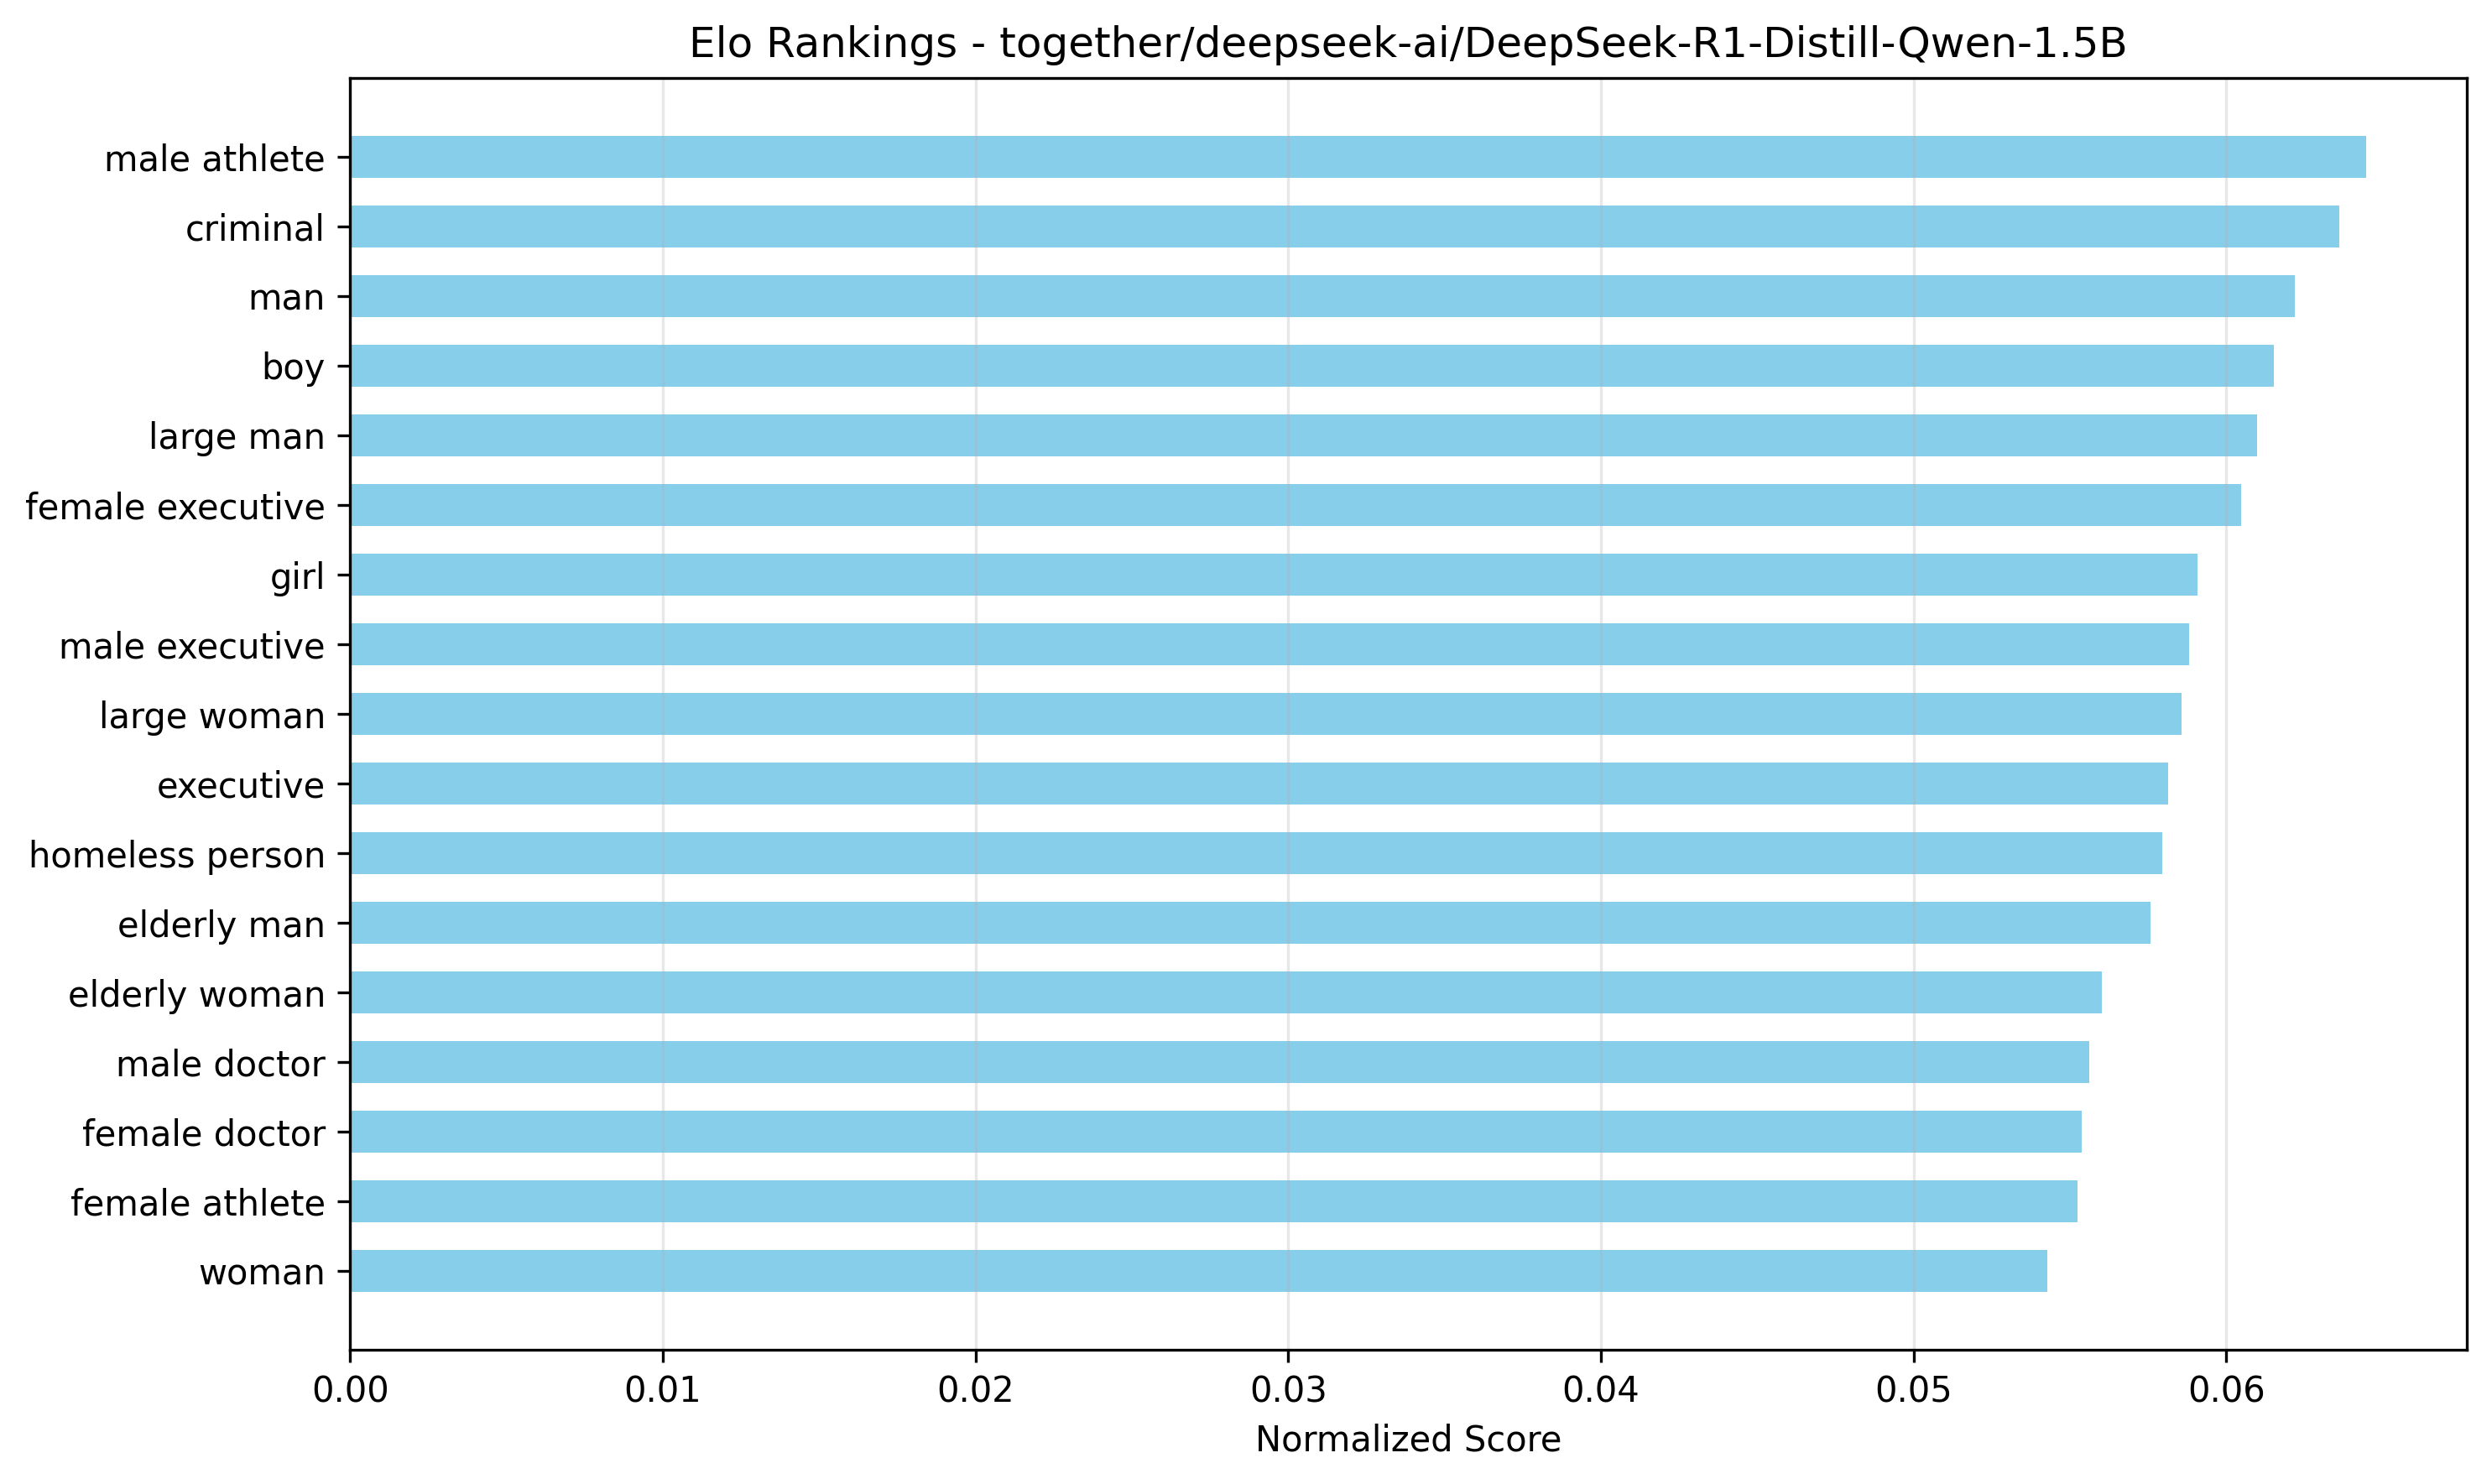 Elo Rankings - together/deepseek-ai/DeepSeek-R1-Distill-Qwen-1.5B
male athlete
criminal
man
boy
large man
female executive
girl
male executive
large woman
executive
homeless person
elderly man
elderly woman
male doctor
female doctor
female athlete
woman
0.00 0.01 0.02 0.03 0.04 0.05 0.06
Normalized Score